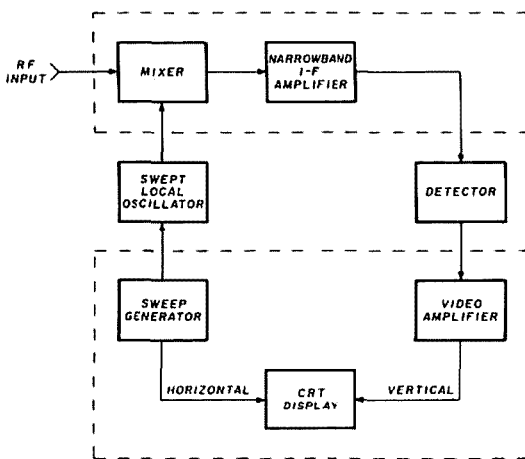 RF
INPUT
MIXER
NARROWBAND
I-F
AMPLIFIER
SWEPT
LOCAL
OSCILLATOR
DETECTOR
SWEEP
GENERATOR
VIDEO
AMPLIFIER
HORIZONTAL
CRT
DISPLAY
VERTICAL